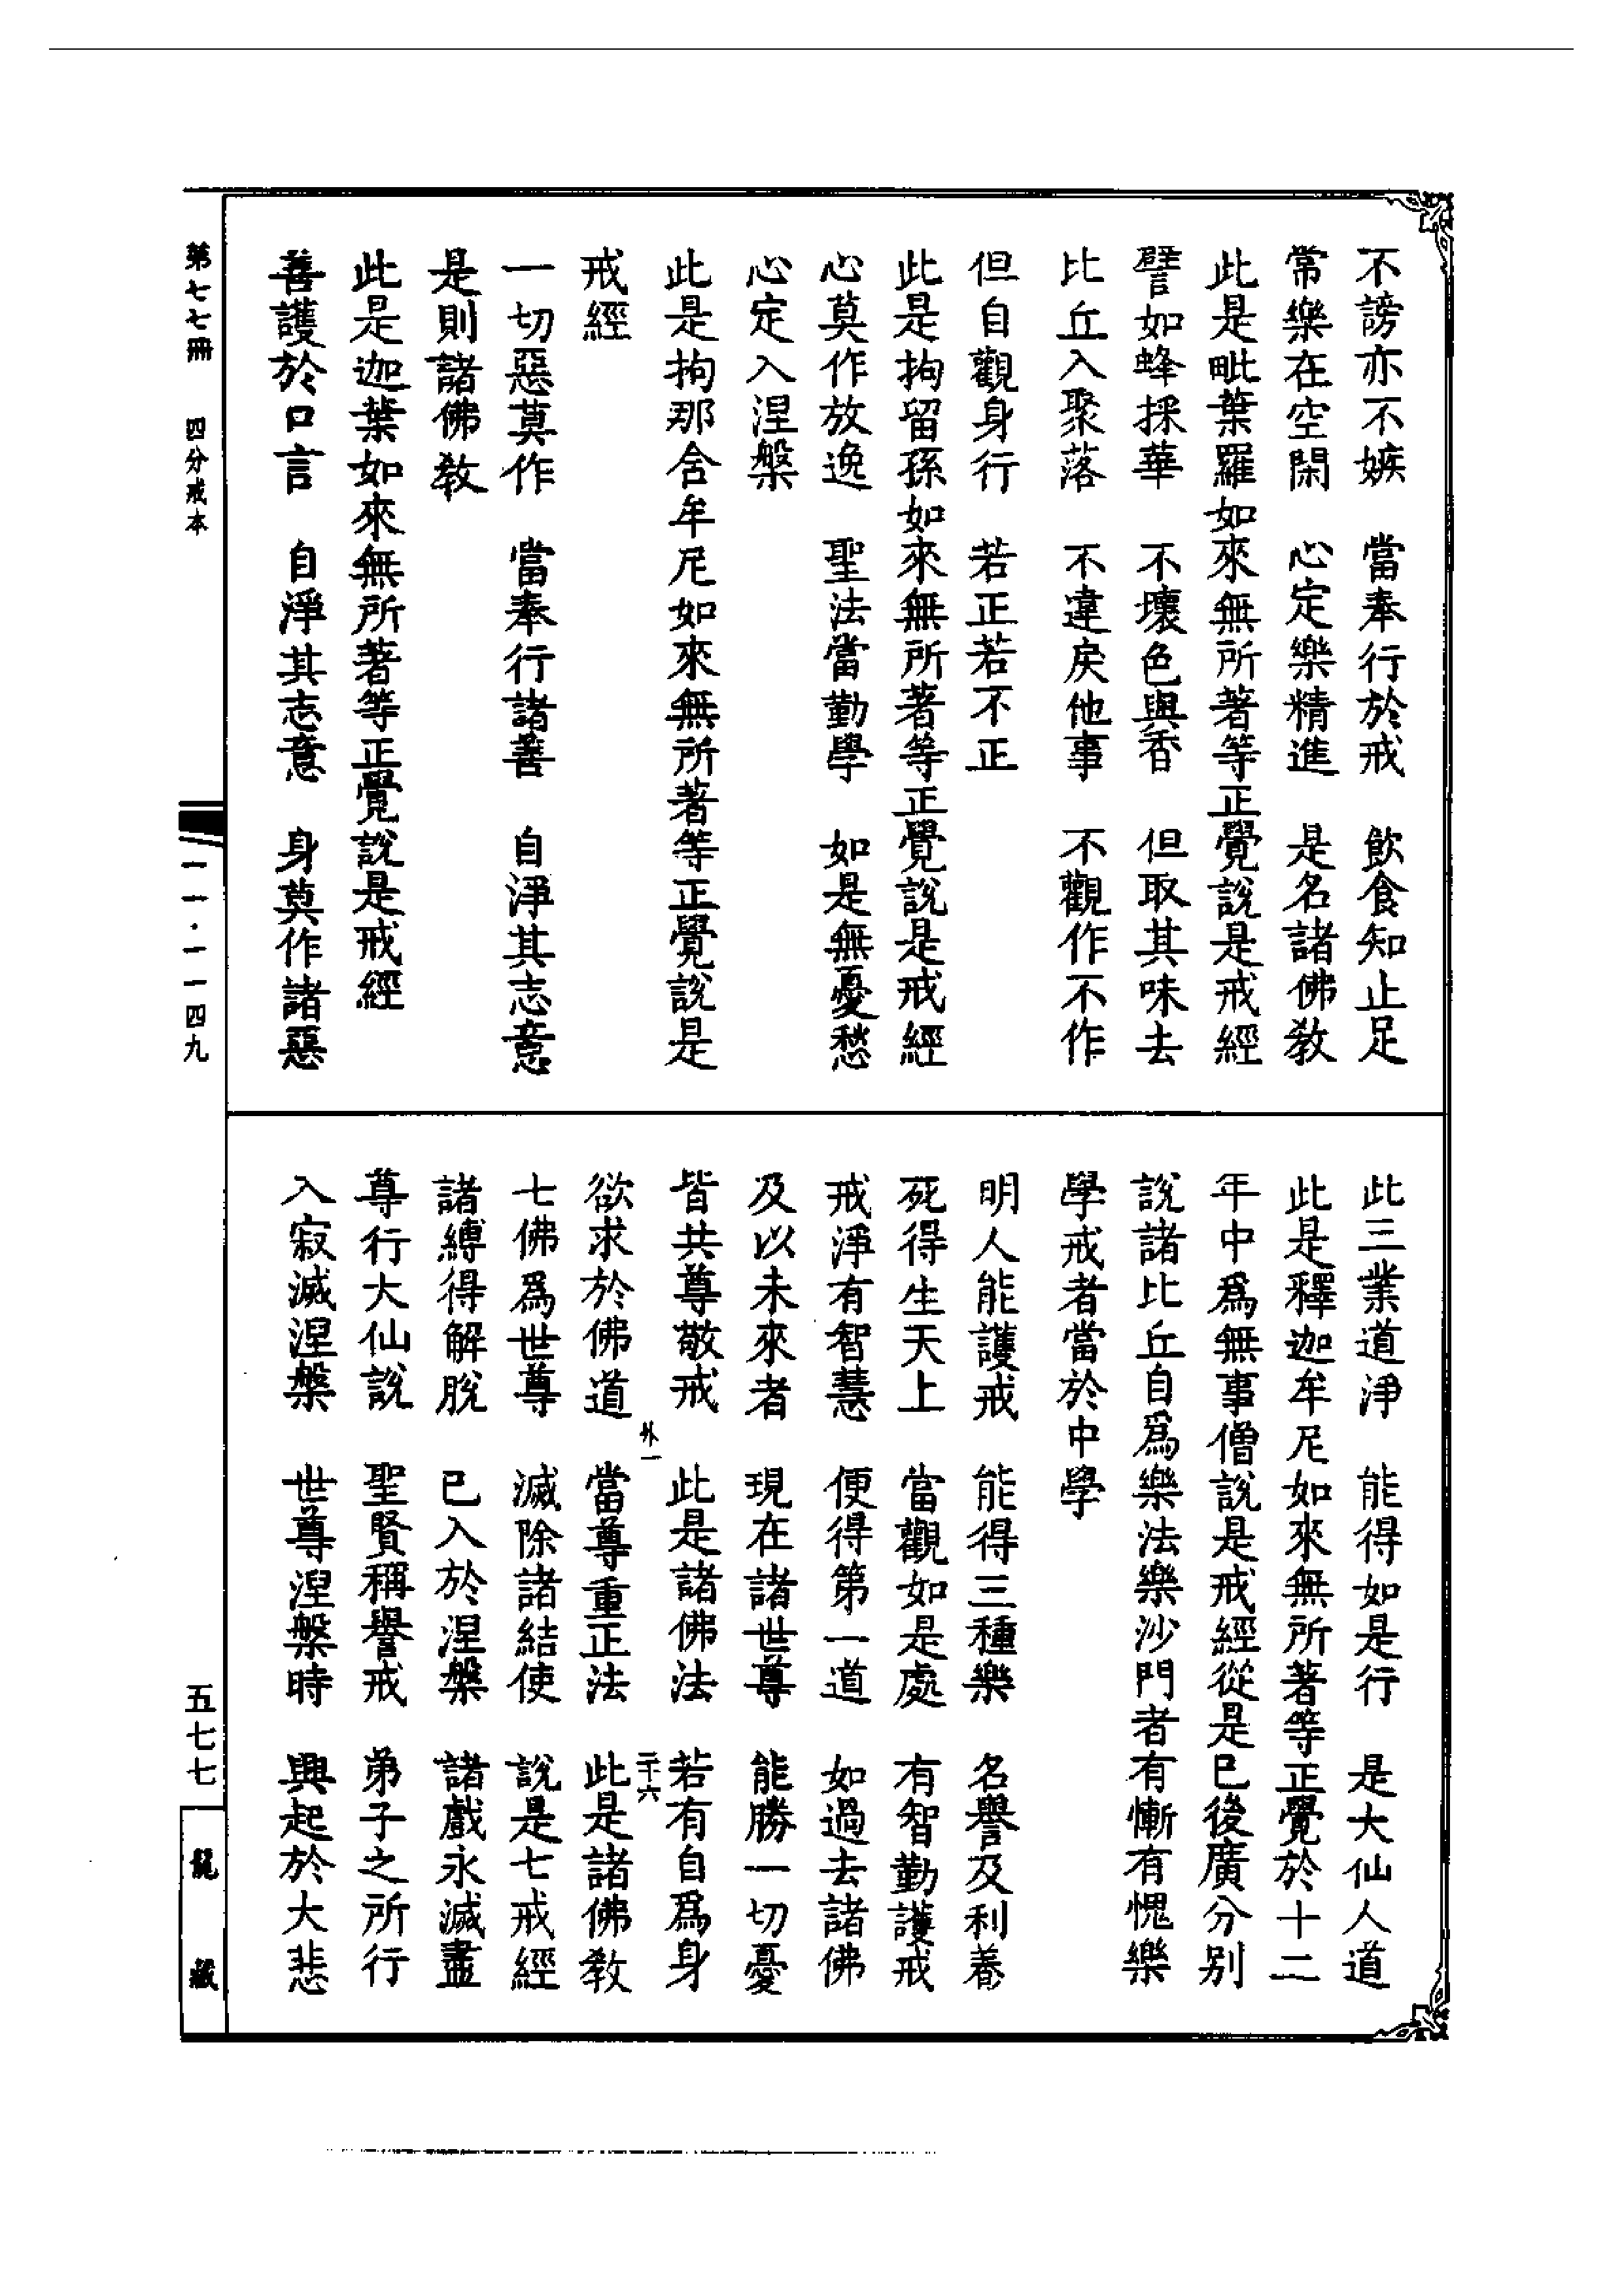 不謗亦不嫉　當奉行於戒　飲食知止足
常樂在空閑　心定樂精進　是名諸佛教
此是毗葉羅如來無所著等正覺說是戒經
譬如蜂採華　不壞色與香　但取其味去
比丘入聚落　不違戾他事　不觀作不作
但自觀身行　若正若不正
此是拘留孫如來無所著等正覺說是戒經
心莫作放逸　聖法當勤學　如是無憂愁
心定入涅槃
此是拘那含牟尼如來無所著等正覺說是
戒經
一切惡莫作　當奉行諸善　自淨其志意
是則諸佛教
此是迦葉如來無所著等正覺說是戒經
善護於口言　自淨其志意　身莫作諸惡
此三業道淨　能得如是行　是大仙人道
此是釋迦牟尼如來無所著等正覺於十二
年中爲無事僧說是戒經從是已後廣分別
說諸比丘自爲樂法樂沙門者有慚有愧樂
學戒者當於中學
明人能護戒　能得三種樂　名譽及利養
死得生天上　當觀如是處　有智勤護戒
戒淨有智慧　便得第一道　如過去諸佛
及以未來者　現在諸世尊　能勝一切憂
皆共尊敬戒　此是諸佛法　若有自爲身
外一　二十六
欲求於佛道　當尊重正法　此是諸佛教
七佛爲世尊　滅除諸結使　說是七戒經
諸縛得解脫　已入於涅槃　諸戲永滅盡
尊行大仙說　聖賢稱譽戒　弟子之所行
入寂滅涅槃　世尊涅槃時　興起於大悲
第七七冊　四分戒本
一一·一一四九
五七七
龍藏